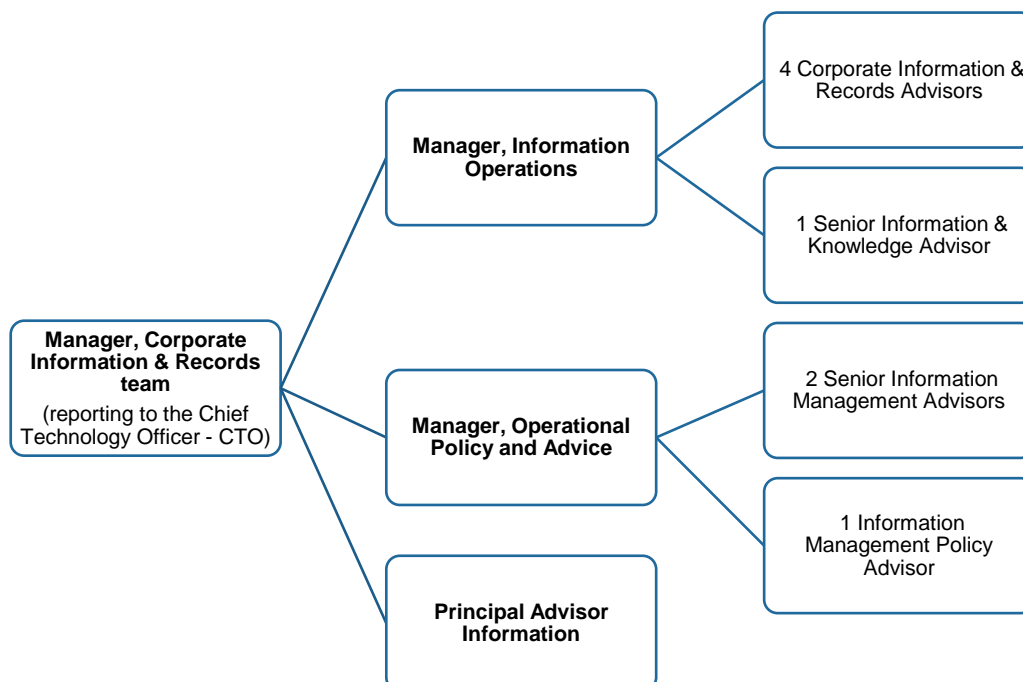 4 Corporate Information &
Records Advisors
Manager, Information
Operations
1 Senior Information &
Knowledge Advisor
Manager, Corporate
Information & Records
team
(reporting to the Chief
Technology Officer - CTO)
2 Senior Information
Management Advisors
Manager, Operational
Policy and Advice
1 Information
Management Policy
Advisor
Principal Advisor
Information